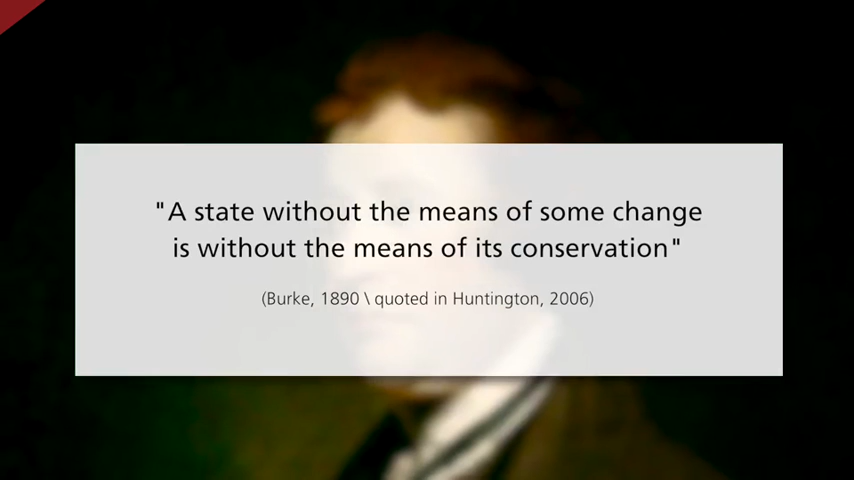 "A state without the means of some change
is without the means of its conservation"
(Burke, 1890 \ quoted in Huntington, 2006)